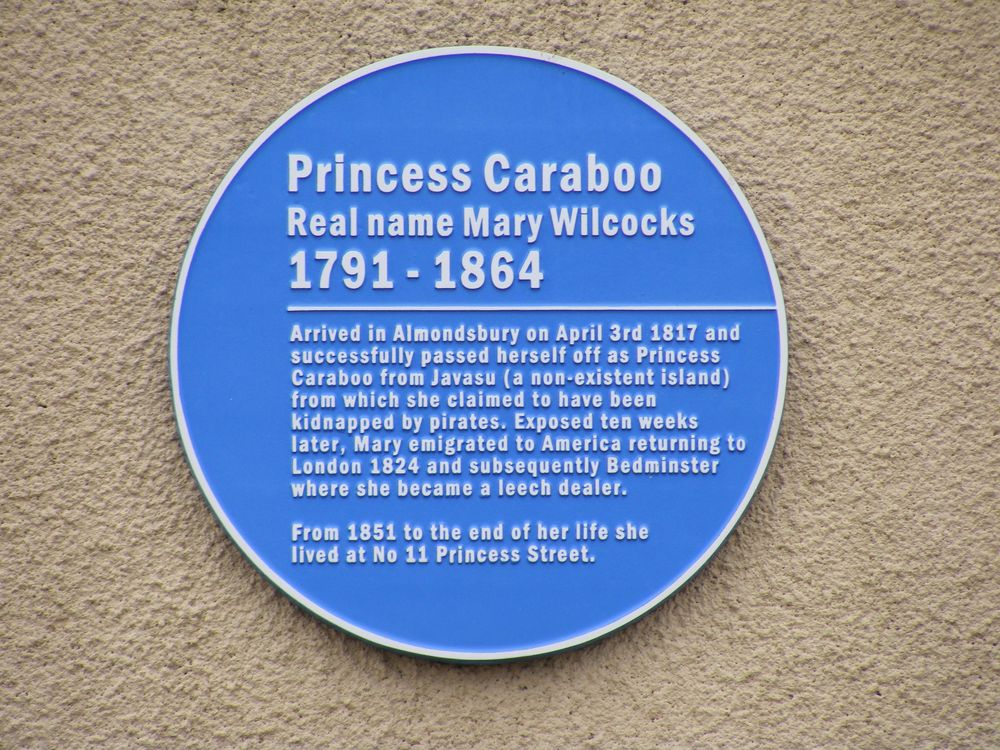 Princess Caraboo
Real name Mary Wilcocks
1791 - 1864
Arrived in Almondsbury on April 3rd 1817 and
successfully passed herself off as Princess
Caraboo from Javasu (a non-existent island)
from which she claimed to have been
kidnapped by pirates. Exposed ten weeks
later, Mary emigrated to America returning to
London 1824 and subsequently Bedminster
where she became a leech dealer.
From 1851 to the end of her life she
lived at No 11 Princess Street.